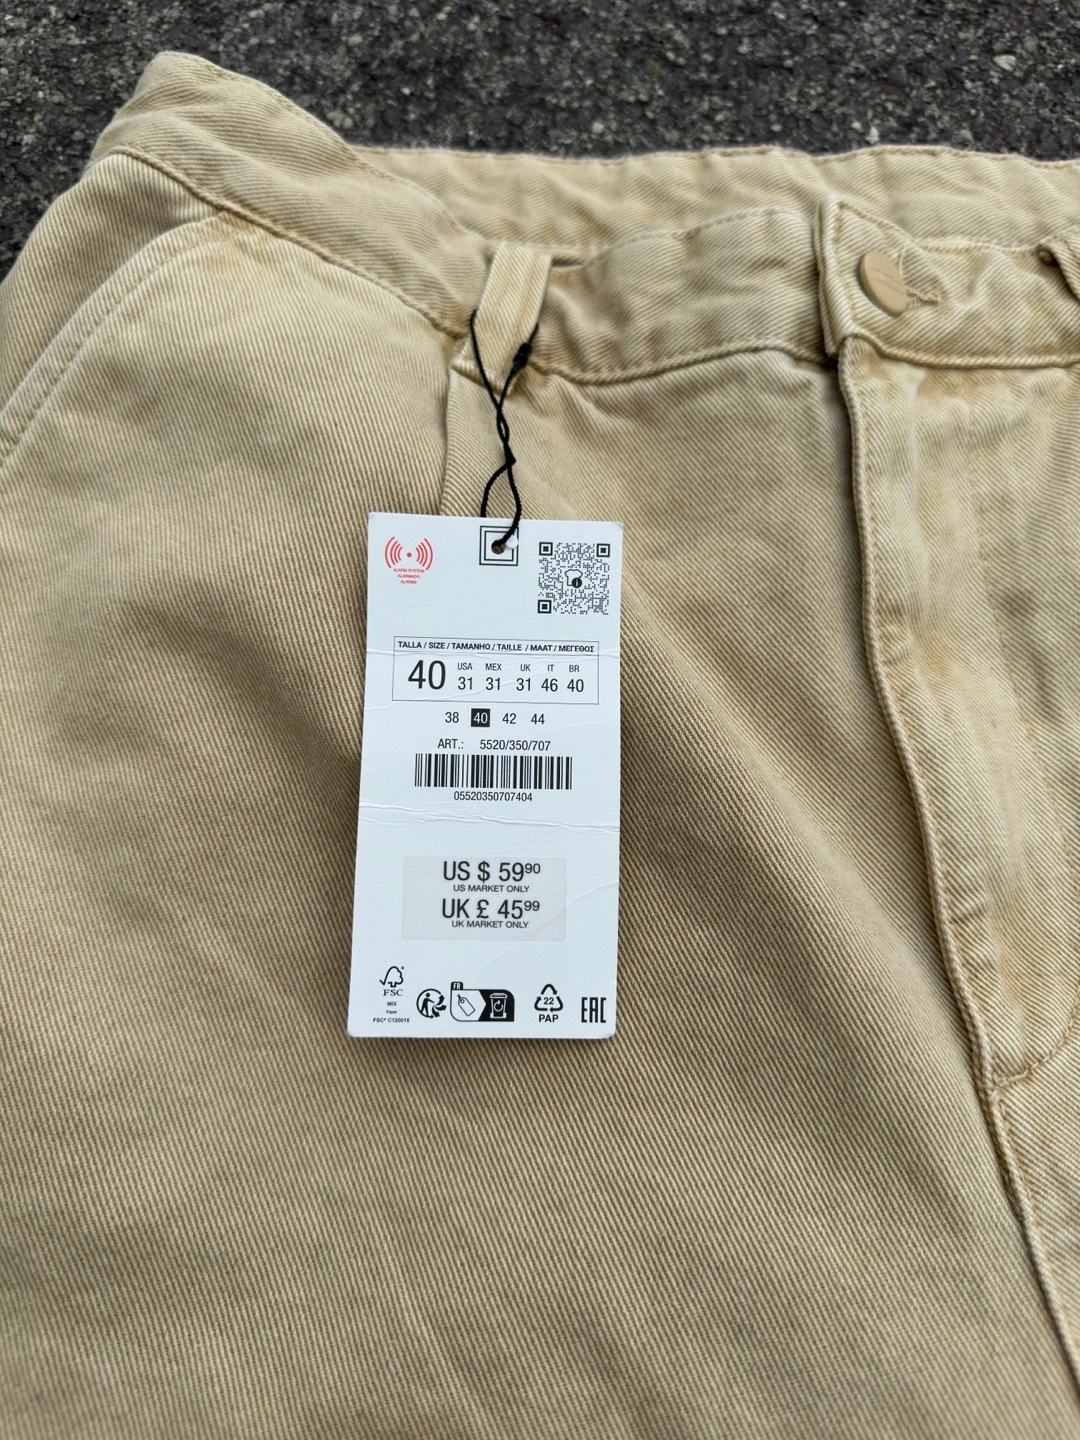 ALARM SYSTEM
ALARMADO
ALARME
TALLA / SIZE / TAMANHO / TAILLE / MAAT / ΜΕΓΕΘΟΣ
40 USA 31 MEX 31 UK 31 IT 46 BR 40
38 40 42 44
ART.: 5520/350/707
05520350707404
US $ 59⁹⁰
US MARKET ONLY
UK £ 45⁹⁹
UK MARKET ONLY
FSC
MIX
Paper
FSC® C120015
FR
22
PAP
EAC